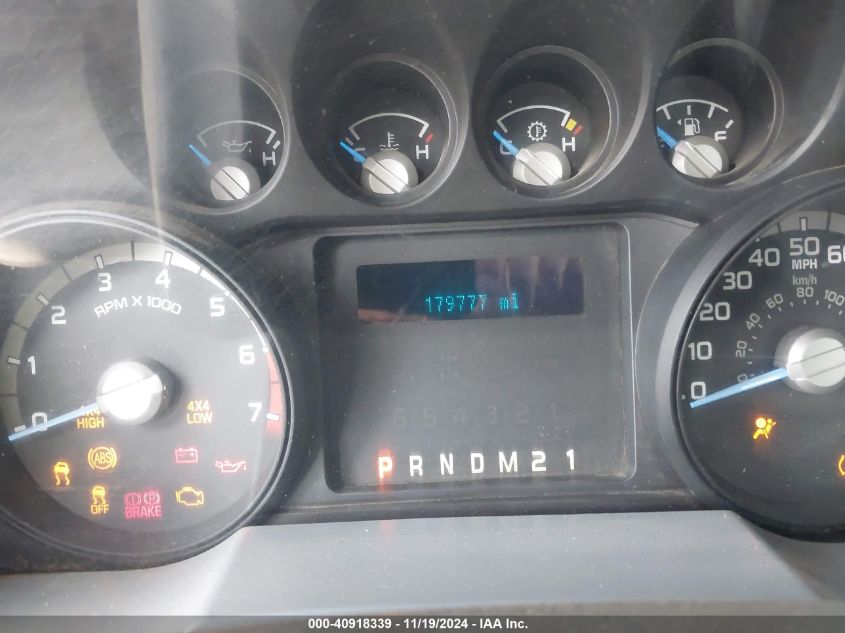 H
H
H
F
0
1
2
3
4
5
6
7
RPM X 1000
4X4 HIGH
4X4 LOW
ABS
OFF
BRAKE
179777 mi
6 5 4 3 2 1
P R N D M 2 1
0
10
20
30
40
50
60
MPH
km/h
20
40
60
80
100
000-40918339 - 11/19/2024 - IAA Inc.